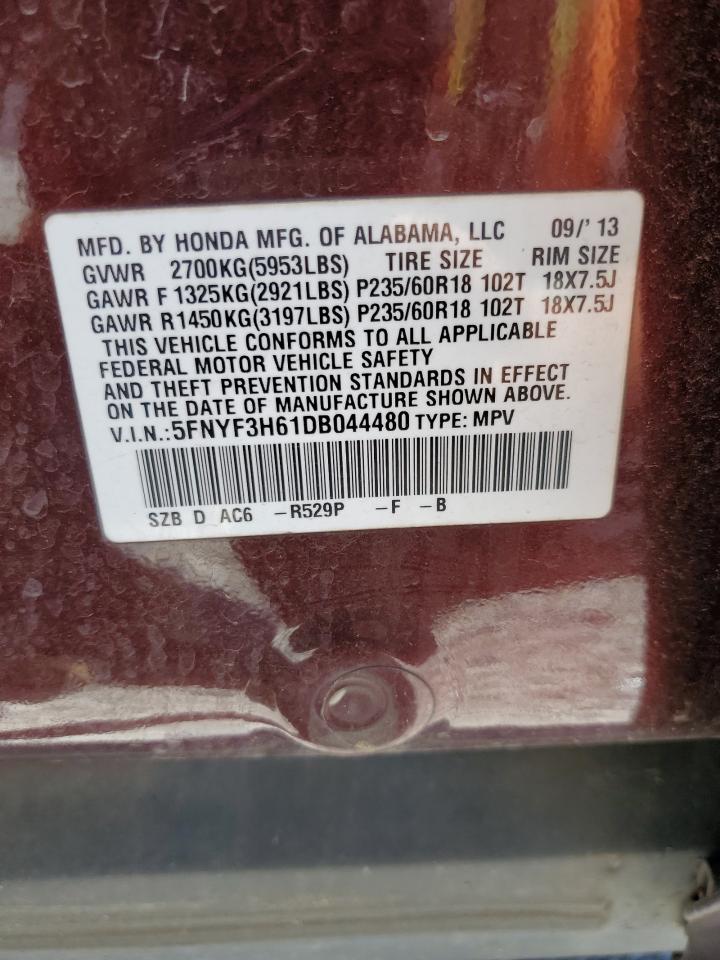 MFD. BY HONDA MFG. OF ALABAMA, LLC 09/'13
GVWR 2700KG(5953LBS) TIRE SIZE RIM SIZE
GAWR F 1325KG(2921LBS) P235/60R18 102T 18X7.5J
GAWR R1450KG(3197LBS) P235/60R18 102T 18X7.5J
THIS VEHICLE CONFORMS TO ALL APPLICABLE
FEDERAL MOTOR VEHICLE SAFETY
AND THEFT PREVENTION STANDARDS IN EFFECT
ON THE DATE OF MANUFACTURE SHOWN ABOVE.
V.I.N.:5FNYF3H61DB044480 TYPE: MPV
SZB D AC6 -R529P -F -B